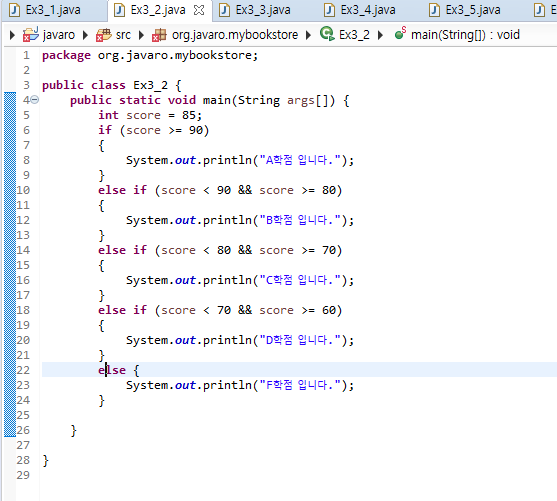 Ex3_1.java Ex3_2.java Ex3_3.java Ex3_4.java Ex3_5.java E
javaro src org.javaro.mybookstore Ex3_2 main(String[]) : void
1 package org.javaro.mybookstore;
2
3 public class Ex3_2 {
4 public static void main(String args[]) {
5 int score = 85;
6 if (score >= 90)
7 {
8 System.out.println("A학점 입니다.");
9 }
10 else if (score < 90 && score >= 80)
11 {
12 System.out.println("B학점 입니다.");
13 }
14 else if (score < 80 && score >= 70)
15 {
16 System.out.println("C학점 입니다.");
17 }
18 else if (score < 70 && score >= 60)
19 {
20 System.out.println("D학점 입니다.");
21 }
22 else {
23 System.out.println("F학점 입니다.");
24 }
25
26 }
27
28 }
29